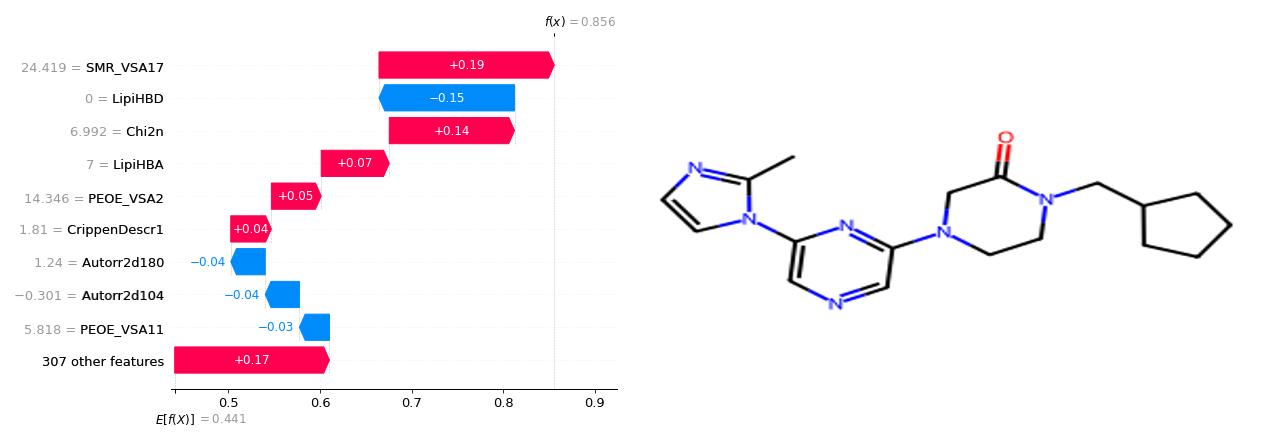 f(x) = 0.856
24.419 = SMR_VSA17
+0.19
0 = LipiHBD
−0.15
6.992 = Chi2n
+0.14
7 = LipiHBA
+0.07
14.346 = PEOE_VSA2
+0.05
1.81 = CrippenDescr1
+0.04
1.24 = Autorr2d180
−0.04
−0.301 = Autorr2d104
−0.04
5.818 = PEOE_VSA11
−0.03
307 other features
+0.17
0.5 0.6 0.7 0.8 0.9
E[f(X)] = 0.441
O
N
N
N
N
N
N